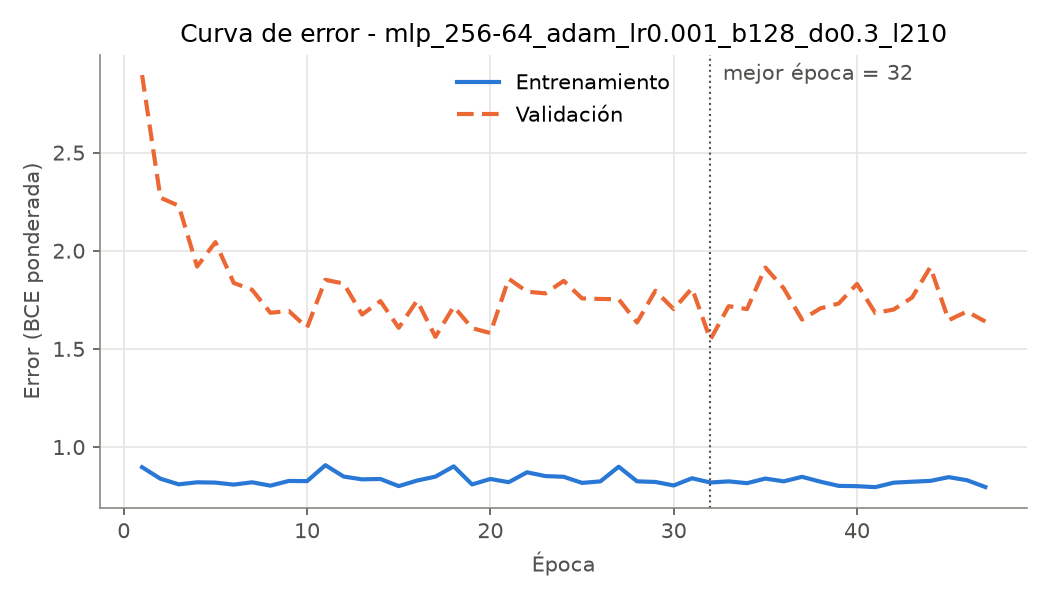 Curva de error - mlp_256-64_adam_lr0.001_b128_do0.3_l210
Entrenamiento
Validación
mejor época = 32
Error (BCE ponderada)
2.5
2.0
1.5
1.0
0
10
20
30
40
Época